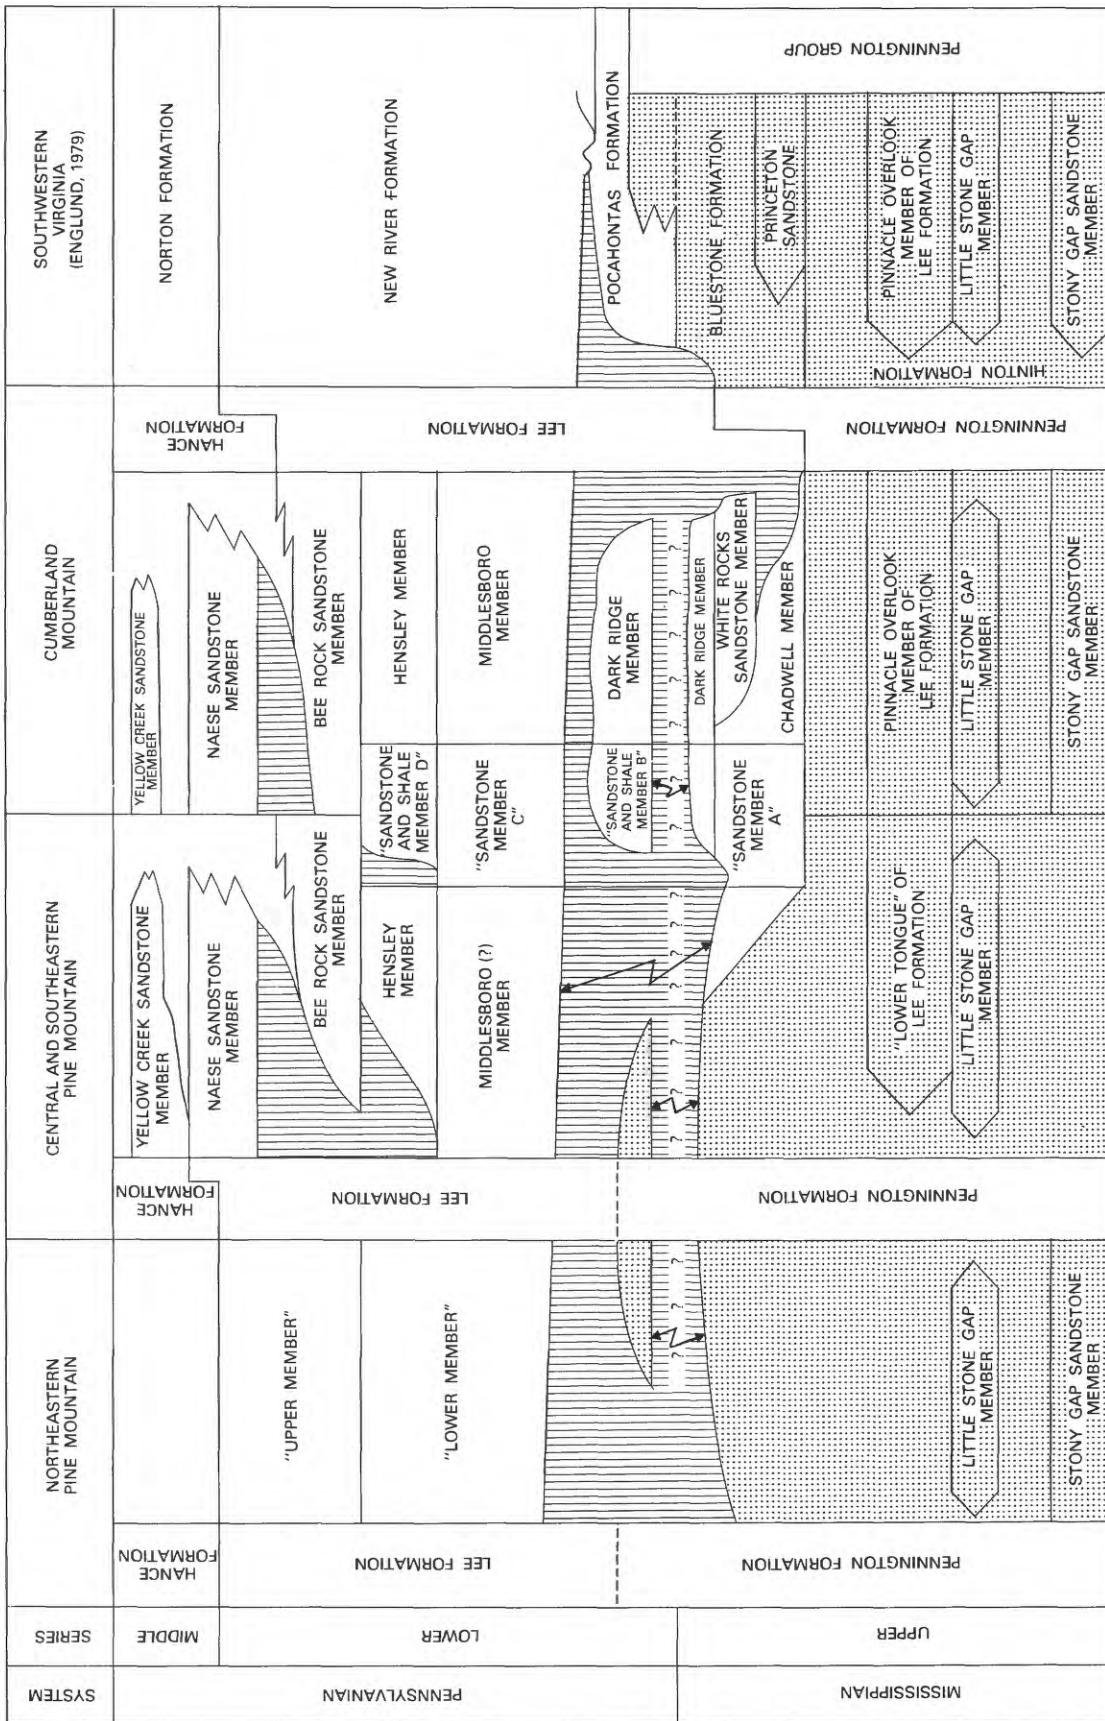 SYSTEM
SERIES
NORTHEASTERN
PINE MOUNTAIN
CENTRAL AND SOUTHEASTERN
PINE MOUNTAIN
CUMBERLAND
MOUNTAIN
SOUTHWESTERN
VIRGINIA
(ENGLUND, 1979)
PENNSYLVANIAN
MISSISSIPPIAN
MIDDLE
LOWER
UPPER
HANCE
FORMATION
LEE FORMATION
PENNINGTON FORMATION
"UPPER MEMBER"
"LOWER MEMBER"
? ? ?
LITTLE STONE GAP
MEMBER
STONY GAP SANDSTONE
MEMBER
HANCE
FORMATION
LEE FORMATION
PENNINGTON FORMATION
YELLOW CREEK SANDSTONE
MEMBER
NAESE SANDSTONE
MEMBER
BEE ROCK SANDSTONE
MEMBER
HENSLEY
MEMBER
MIDDLESBORO (?)
MEMBER
? ? ? ? ? ?
"LOWER TONGUE" OF
LEE FORMATION
LITTLE STONE GAP
MEMBER
"SANDSTONE
AND SHALE
MEMBER D"
"SANDSTONE
MEMBER
C"
"SANDSTONE
AND SHALE
MEMBER B"
"SANDSTONE
MEMBER
A"
YELLOW CREEK SANDSTONE
MEMBER
NAESE SANDSTONE
MEMBER
BEE ROCK SANDSTONE
MEMBER
HENSLEY MEMBER
MIDDLESBORO
MEMBER
DARK RIDGE
MEMBER
? ? ? ? ? ? ? ?
DARK RIDGE MEMBER
WHITE ROCKS
SANDSTONE MEMBER
CHADWELL MEMBER
PINNACLE OVERLOOK
MEMBER OF
LEE FORMATION
LITTLE STONE GAP
MEMBER
STONY GAP SANDSTONE
MEMBER
HANCE
FORMATION
LEE FORMATION
PENNINGTON FORMATION
NORTON FORMATION
NEW RIVER FORMATION
POCAHONTAS FORMATION
BLUESTONE FORMATION
PRINCETON
SANDSTONE
PINNACLE OVERLOOK
MEMBER OF
LEE FORMATION
LITTLE STONE GAP
MEMBER
STONY GAP SANDSTONE
MEMBER
HINTON FORMATION
PENNINGTON GROUP